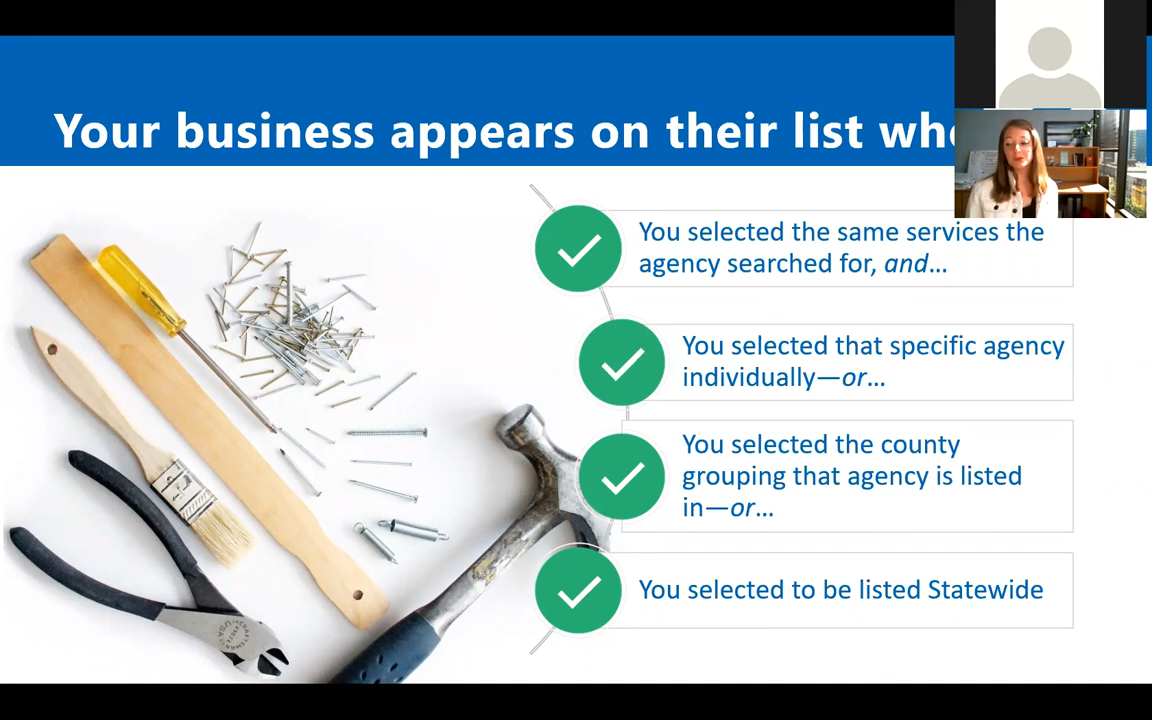 Your business appears on their list
You selected the same services the
agency searched for, and...
You selected that specific agency
individually—or...
You selected the county
grouping that agency is listed
in—or...
You selected to be listed Statewide